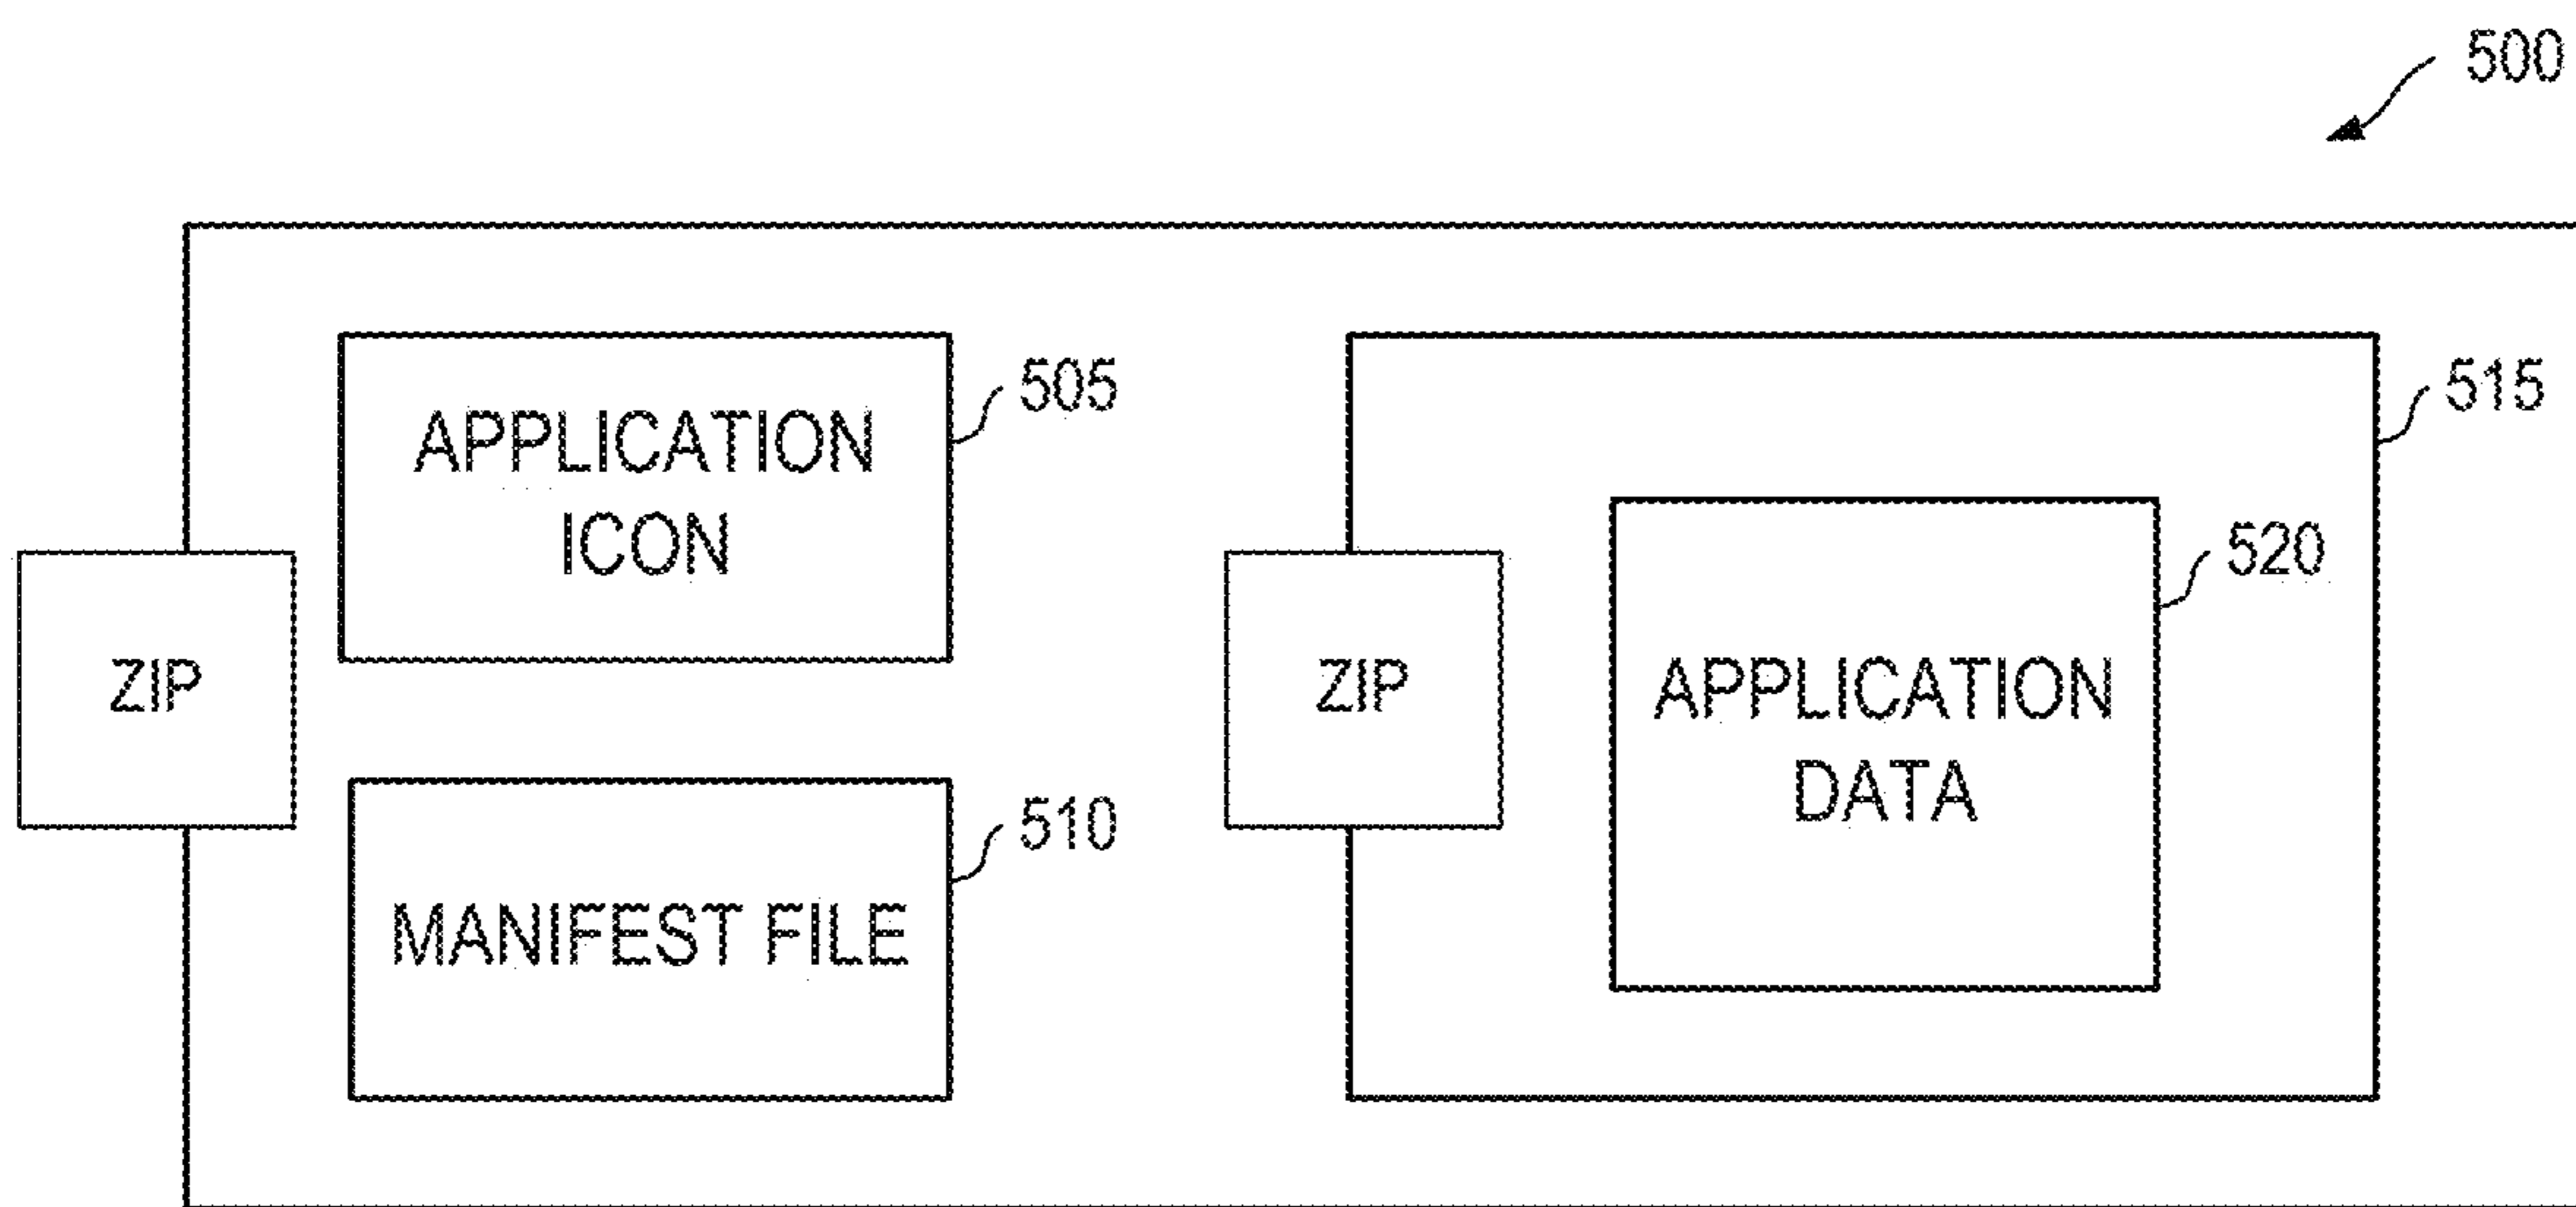 500
APPLICATION
ICON
505
515
ZIP
MANIFEST FILE
510
ZIP
APPLICATION
DATA
520